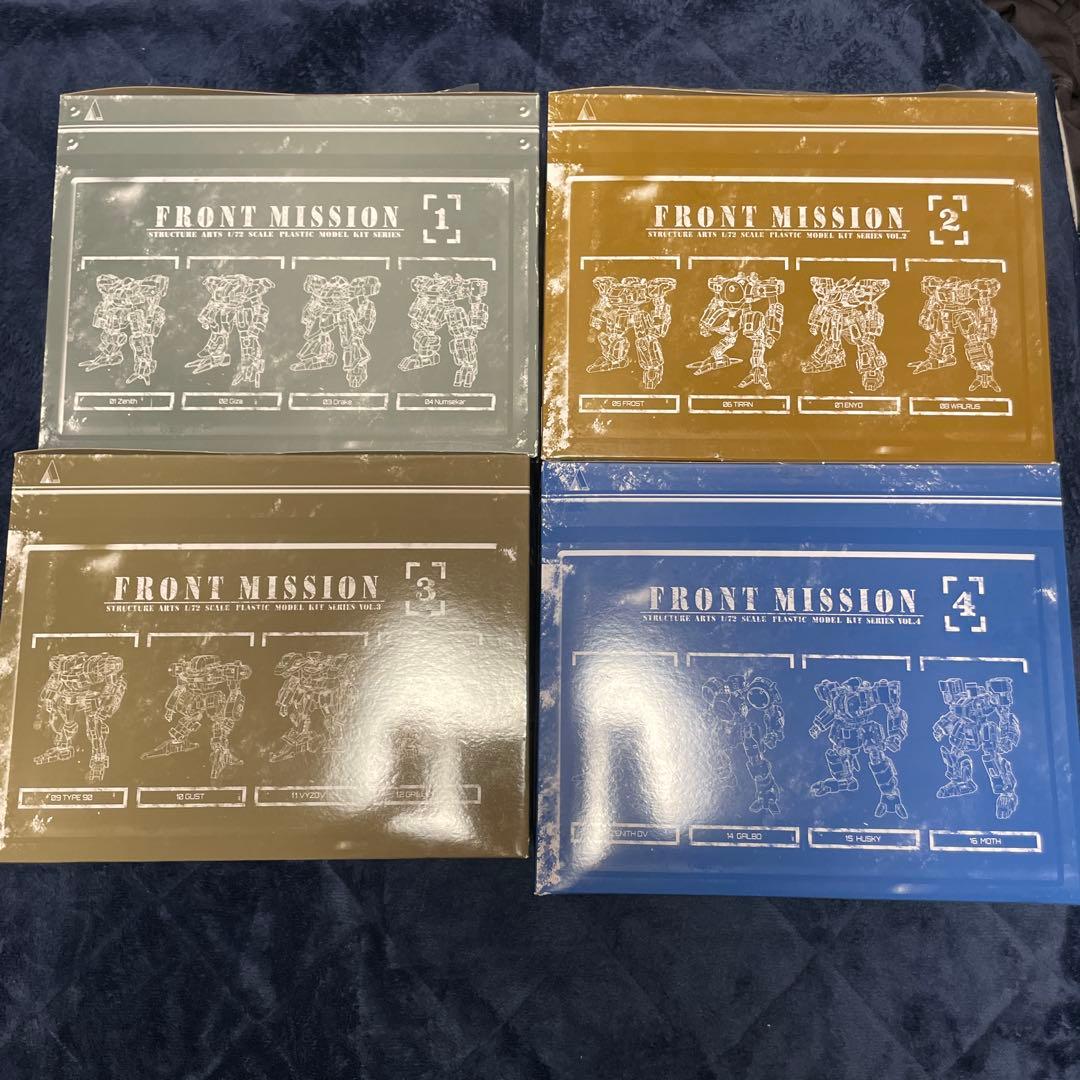 FRONT MISSION
1
STRUCTURE ARTS 1/72 SCALE PLASTIC MODEL KIT SERIES
01 Zenith
02 Giza
03 Drake
04 Numsekar
FRONT MISSION
2
STRUCTURE ARTS 1/72 SCALE PLASTIC MODEL KIT SERIES VOL.2
05 FROST
06 TIRAN
07 ENYO
08 WALRUS
FRONT MISSION
3
STRUCTURE ARTS 1/72 SCALE PLASTIC MODEL KIT SERIES VOL.3
09 TYPE 90
10 GUST
11 VYZOV
12
FRONT MISSION
4
STRUCTURE ARTS 1/72 SCALE PLASTIC MODEL KIT SERIES VOL.4
ZENITH DV
14 GALBO
15 HUSKY
16 MOTH